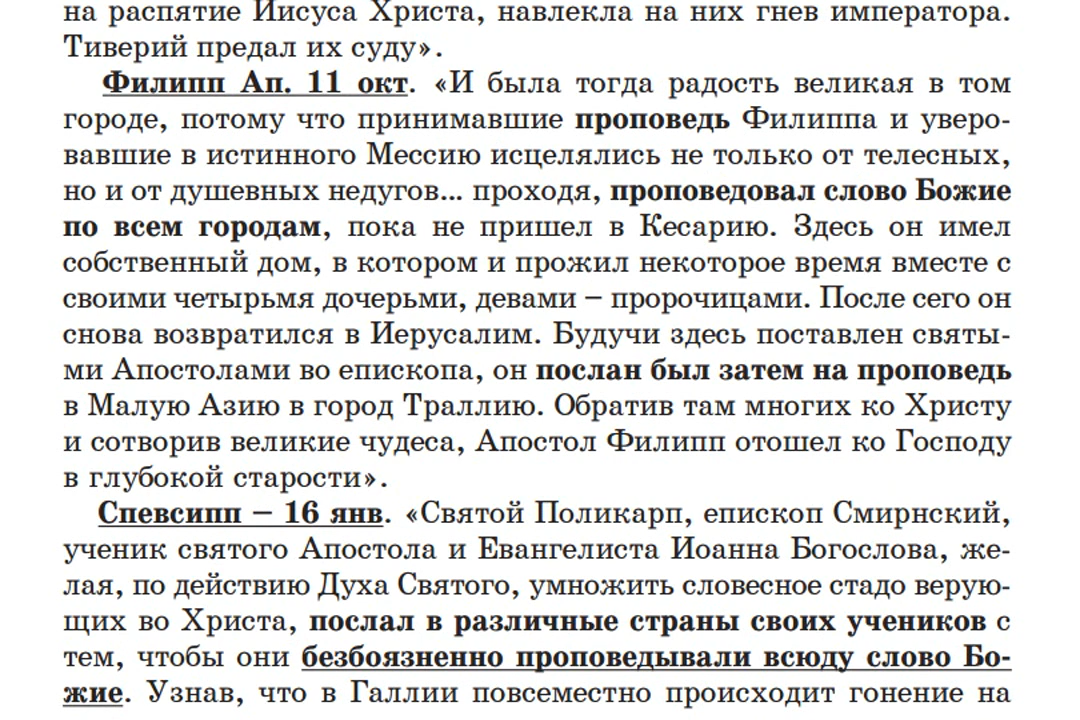 на распятие Иисуса Христа, навлекла на них гнев императора.
Тиверий предал их суду».
Филипп Ап. 11 окт. «И была тогда радость великая в том
городе, потому что принимавшие проповедь Филиппа и уверо-
вавшие в истинного Мессию исцелялись не только от телесных,
но и от душевных недугов... проходя, проповедовал слово Божие
по всем городам, пока не пришел в Кесарию. Здесь он имел
собственный дом, в котором и прожил некоторое время вместе с
своими четырьмя дочерьми, девами – пророчицами. После сего он
снова возвратился в Иерусалим. Будучи здесь поставлен святы-
ми Апостолами во епископа, он послан был затем на проповедь
в Малую Азию в город Траллию. Обратив там многих ко Христу
и сотворив великие чудеса, Апостол Филипп отошел ко Господу
в глубокой старости».
Спевсипп – 16 янв. «Святой Поликарп, епископ Смирнский,
ученик святого Апостола и Евангелиста Иоанна Богослова, же-
лая, по действию Духа Святого, умножить словесное стадо верую-
щих во Христа, послал в различные страны своих учеников с
тем, чтобы они безбоязненно проповедывали всюду слово Бо-
жие. Узнав, что в Галлии повсеместно происходит гонение на